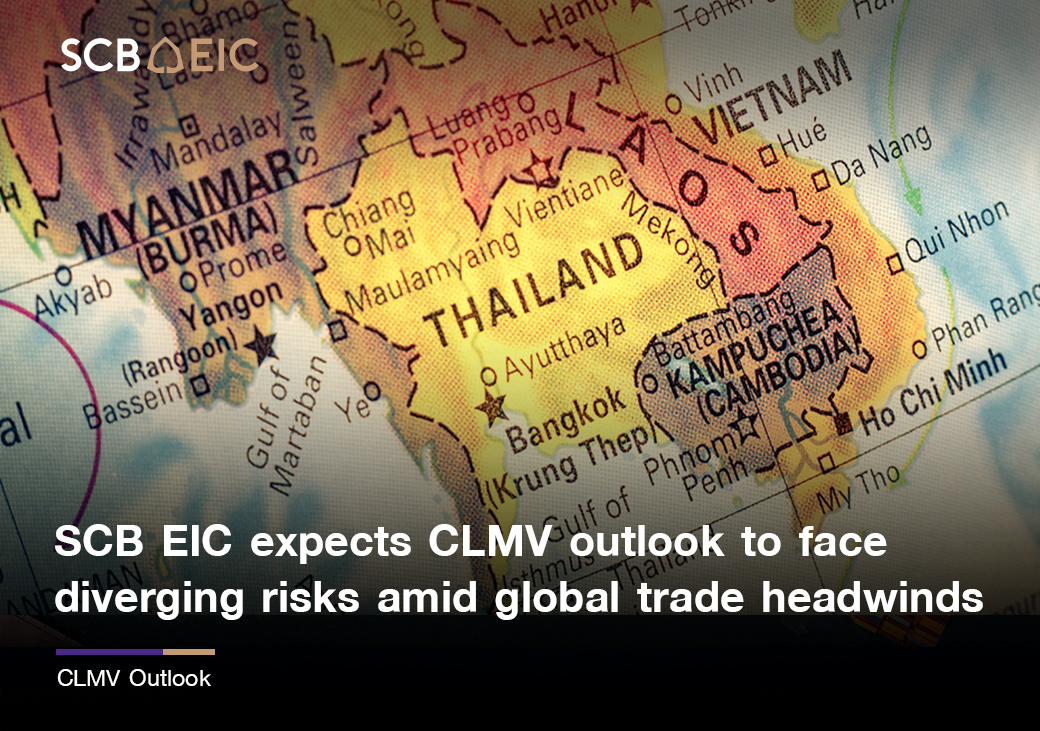 SCB EIC
Bhamo
Irrawaddy
Salween
Mandalay
MYANMAR
(BURMA)
Prome
Akyab
Yangon
(Rangoon)
Bassein
Gulf of
Martaban
Ye
Chiang
Mai
Maulamyaing
THAILAND
Ayutthaya
Bangkok
(Krung Thep)
Luang
Prabang
LAOS
Vientiane
Mekong
Hanoi
Vinh
VIETNAM
Hué
Da Nang
Qui Nhon
Battambang
KAMPUCHEA
(CAMBODIA)
Phnom
Penh
Phan Rang
Ho Chi Minh
My Tho
Gulf of
Thailand
Isthmus
SCB EIC expects CLMV outlook to face
diverging risks amid global trade headwinds
CLMV Outlook